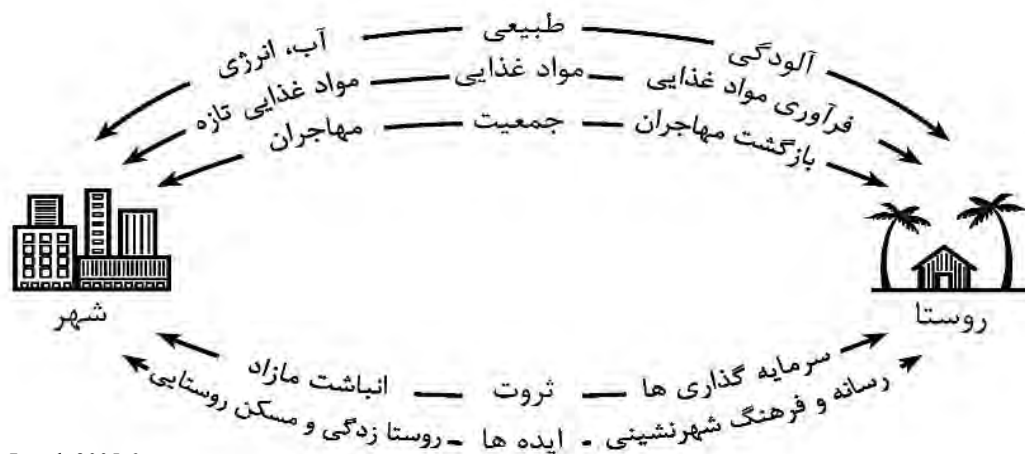 آلودگی طبیعی آب، انرژی
فرآوری مواد غذایی مواد غذایی مواد غذایی تازه
بازگشت مهاجران جمعیت مهاجران
روستا شهر
سرمایه گذاری ها ثروت انباشت مازاد
رسانه و فرهنگ شهرنشینی ایده ها روستا زدگی و مسکن روستایی